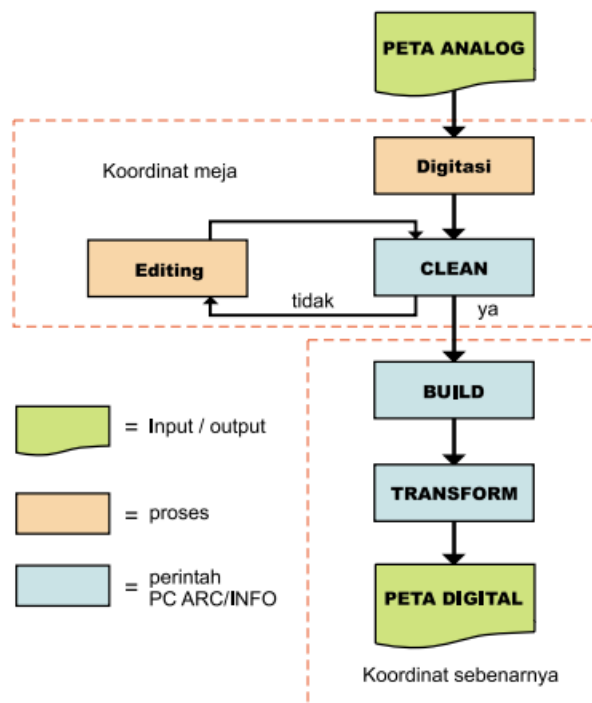 PETA ANALOG
Koordinat meja
Digitasi
Editing
CLEAN
tidak
ya
BUILD
TRANSFORM
PETA DIGITAL
Koordinat sebenarnya
= Input / output
= proses
= perintah
PC ARC/INFO